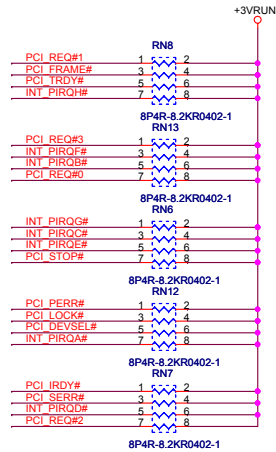 +3VRUN
RN8
PCI_REQ#1 1 2
PCI_FRAME# 3 4
PCI_TRDY# 5 6
INT_PIRQH# 7 8
8P4R-8.2KR0402-1
RN13
PCI_REQ#3 1 2
INT_PIRQF# 3 4
INT_PIRQB# 5 6
PCI_REQ#0 7 8
8P4R-8.2KR0402-1
RN6
INT_PIRQG# 1 2
INT_PIRQC# 3 4
INT_PIRQE# 5 6
PCI_STOP# 7 8
8P4R-8.2KR0402-1
RN12
PCI_PERR# 1 2
PCI_LOCK# 3 4
PCI_DEVSEL# 5 6
INT_PIRQA# 7 8
8P4R-8.2KR0402-1
RN7
PCI_IRDY# 1 2
PCI_SERR# 3 4
INT_PIRQD# 5 6
PCI_REQ#2 7 8
8P4R-8.2KR0402-1